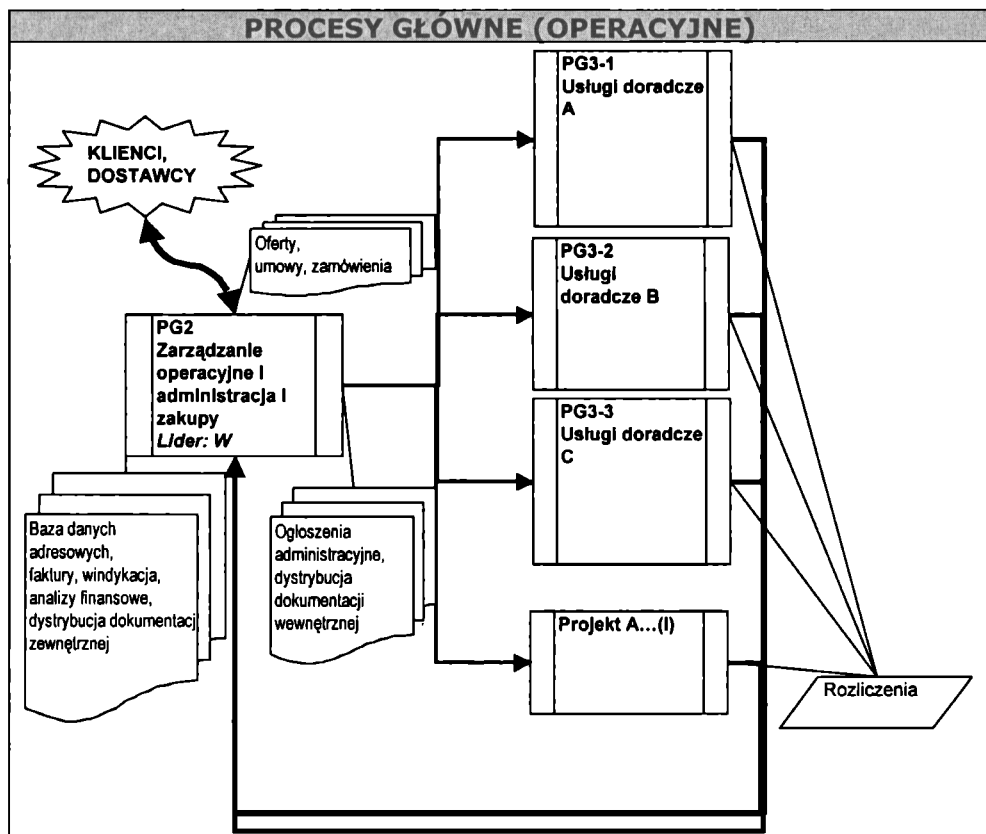 PROCESY GŁÓWNE (OPERACYJNE)
PG3-1
Usługi doradcze
A
KLIENCI,
DOSTAWCY
Oferty,
umowy, zamówienia
PG3-2
Usługi
doradcze B
PG2
Zarządzanie
operacyjne i
administracja i
zakupy
Lider: W
PG3-3
Usługi doradcze
C
Baza danych
adresowych,
faktury, windykacja,
analizy finansowe,
dystrybucja dokumentacj
zewnętrznej
Ogłoszenia
administracyjne,
dystrybucja
dokumentacji
wewnętrznej
Projekt A...(I)
Rozliczenia